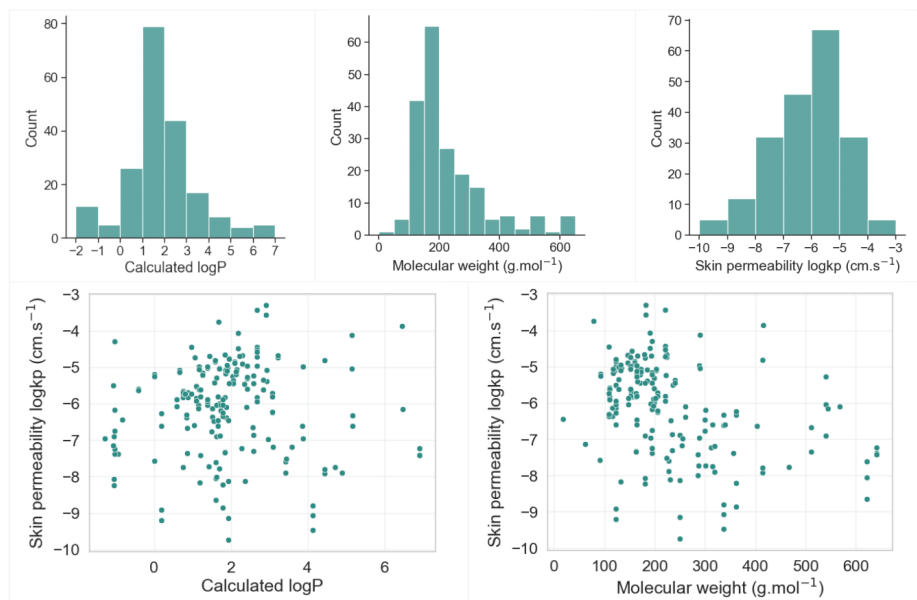 80
60
40
20
0
Count
−2 −1 0 1 2 3 4 5 6 7
Calculated logP
60
50
40
30
20
10
0
Count
0 200 400 600
Molecular weight (g.mol⁻¹)
70
60
50
40
30
20
10
0
Count
−10 −9 −8 −7 −6 −5 −4 −3
Skin permeability logkp (cm.s⁻¹)
−3
−4
−5
−6
−7
−8
−9
−10
Skin permeability logkp (cm.s⁻¹)
0 2 4 6
Calculated logP
−3
−4
−5
−6
−7
−8
−9
−10
Skin permeability logkp (cm.s⁻¹)
0 100 200 300 400 500 600
Molecular weight (g.mol⁻¹)